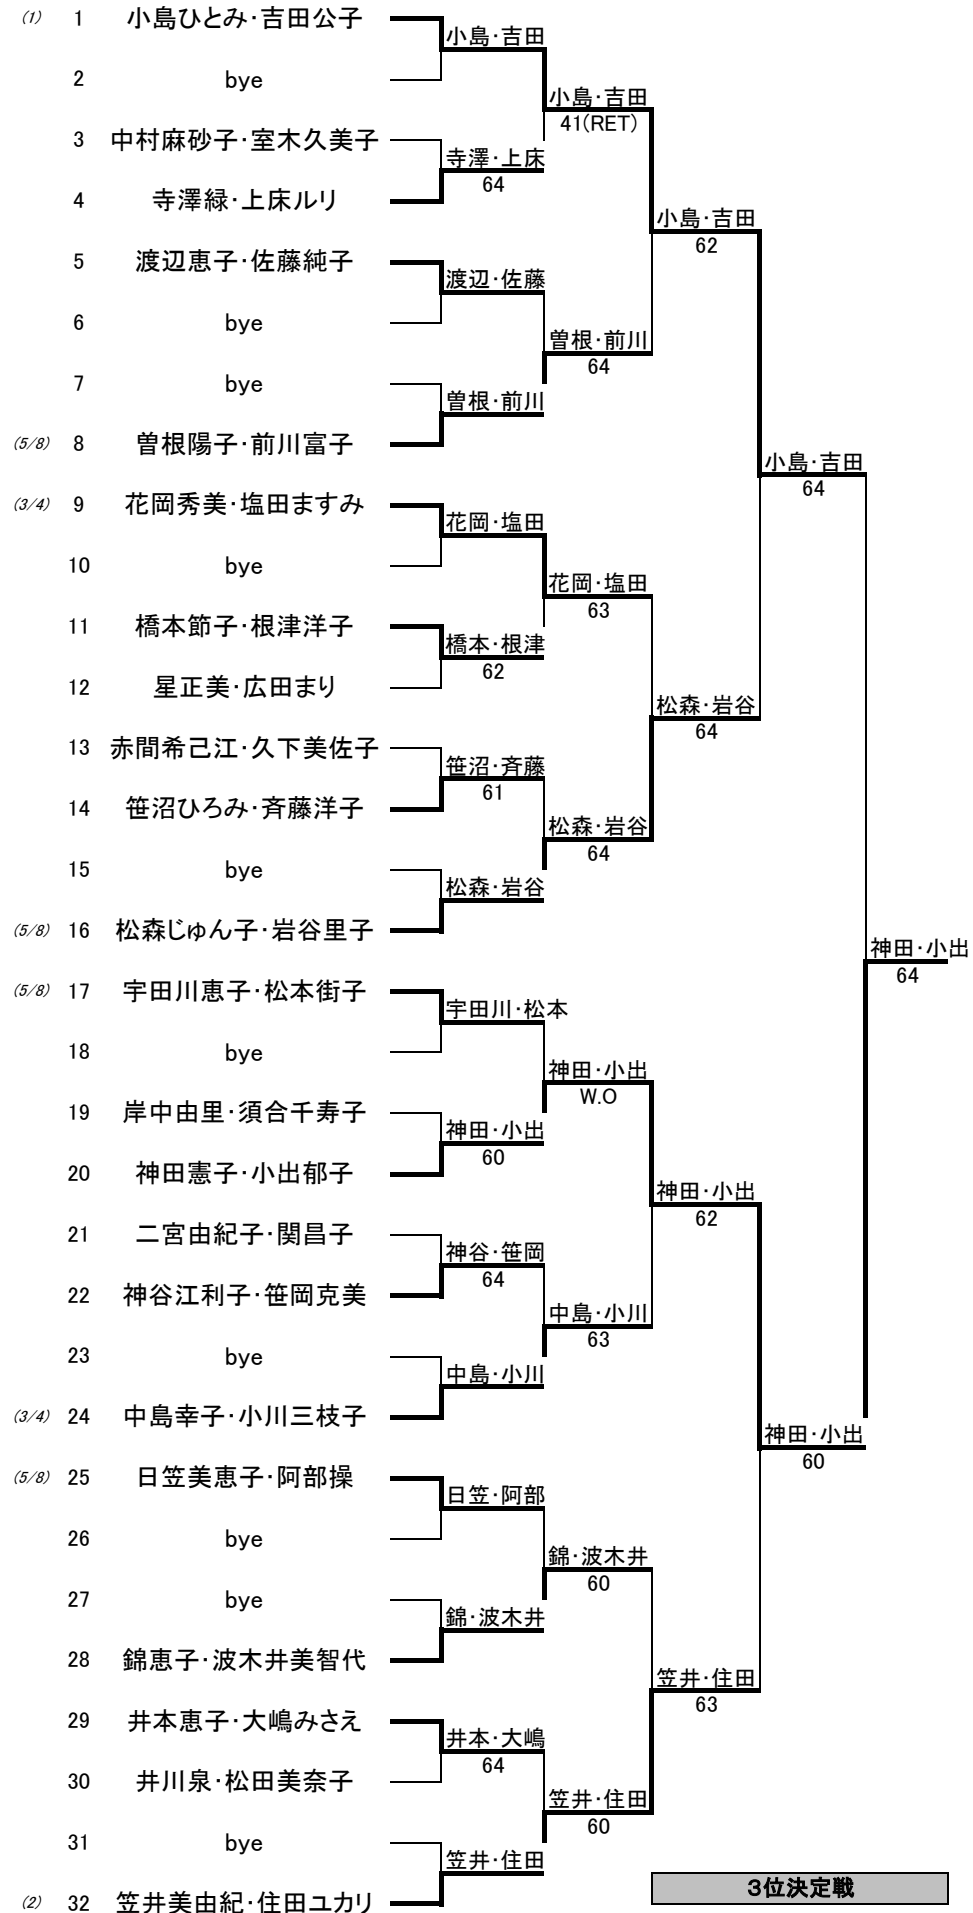 (1) 1 小島ひとみ・吉田公子
小島・吉田
2 bye
小島・吉田
41(RET)
3 中村麻砂子・室木久美子
寺澤・上床
64
4 寺澤緑・上床ルリ
小島・吉田
62
5 渡辺恵子・佐藤純子
渡辺・佐藤
6 bye
曽根・前川
64
7 bye
曽根・前川
(5/8) 8 曽根陽子・前川富子
小島・吉田
64
(3/4) 9 花岡秀美・塩田ますみ
花岡・塩田
10 bye
花岡・塩田
63
11 橋本節子・根津洋子
橋本・根津
62
12 星正美・広田まり
松森・岩谷
64
13 赤間希己江・久下美佐子
笹沼・斉藤
61
14 笹沼ひろみ・斉藤洋子
松森・岩谷
64
15 bye
松森・岩谷
(5/8) 16 松森じゅん子・岩谷里子
神田・小出
64
(5/8) 17 宇田川恵子・松本街子
宇田川・松本
18 bye
神田・小出
W.O
19 岸中由里・須合千寿子
神田・小出
60
20 神田憲子・小出郁子
神田・小出
62
21 二宮由紀子・関昌子
神谷・笹岡
64
22 神谷江利子・笹岡克美
中島・小川
63
23 bye
中島・小川
(3/4) 24 中島幸子・小川三枝子
神田・小出
60
(5/8) 25 日笠美恵子・阿部操
日笠・阿部
26 bye
錦・波木井
60
27 bye
錦・波木井
28 錦恵子・波木井美智代
笠井・住田
63
29 井本恵子・大嶋みさえ
井本・大嶋
64
30 井川泉・松田美奈子
笠井・住田
60
31 bye
笠井・住田
(2) 32 笠井美由紀・住田ユカリ
3位決定戦